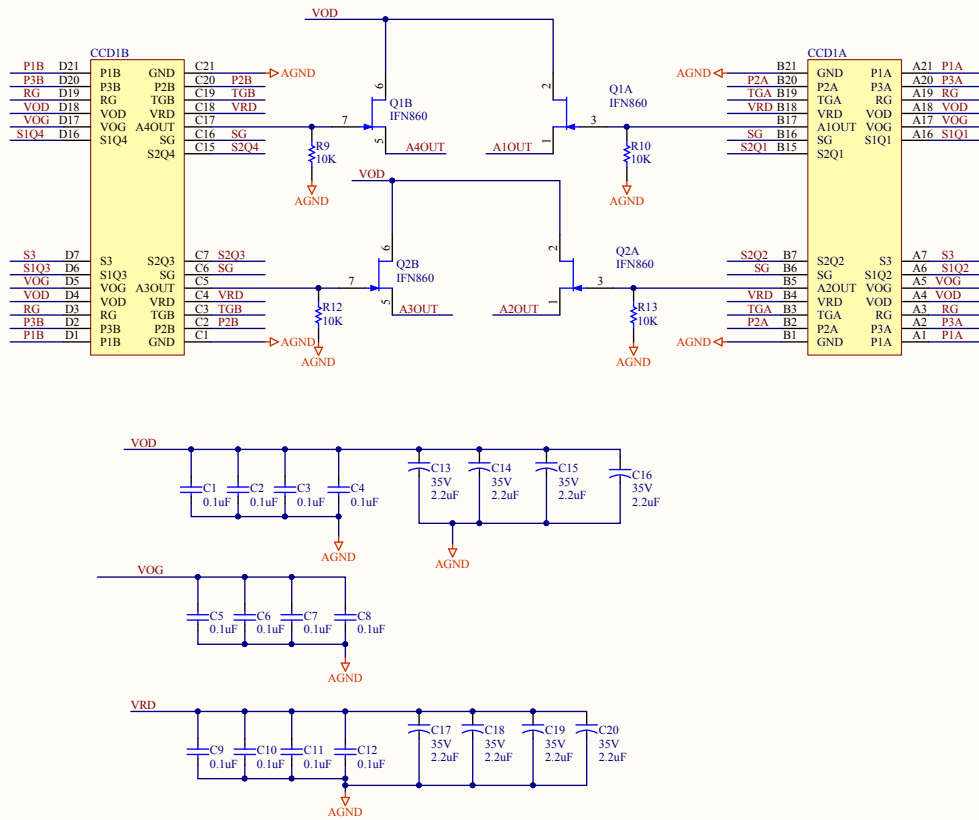 VOD
CCD1B
P1B D21 P1B GND C21 AGND
P3B D20 P3B P2B C20 P2B
RG D19 RG TGB C19 TGB
VOD D18 VOD VRD C18 VRD
VOG D17 VOG A4OUT C17
S1Q4 D16 S1Q4 SG C16 SG
S2Q4 C15 S2Q4
6
Q1B
IFN860
7
5
A4OUT
R9
10K
AGND
2
Q1A
IFN860
3
1
A1OUT
R10
10K
AGND
CCD1A
AGND B21 GND P1A A21 P1A
P2A B20 P2A P3A A20 P3A
TGA B19 TGA RG A19 RG
VRD B18 VRD VOD A18 VOD
B17 A1OUT VOG A17 VOG
SG B16 SG S1Q1 A16 S1Q1
S2Q1 B15 S2Q1
VOD
S3 D7 S3 S2Q3 C7 S2Q3
S1Q3 D6 S1Q3 SG C6 SG
VOG D5 VOG A3OUT C5
VOD D4 VOD VRD C4 VRD
RG D3 RG TGB C3 TGB
P3B D2 P3B P2B C2 P2B
P1B D1 P1B GND C1 AGND
6
Q2B
IFN860
7
5
A3OUT
R12
10K
AGND
2
Q2A
IFN860
3
1
A2OUT
R13
10K
AGND
S2Q2 B7 S2Q2 S3 A7 S3
SG B6 SG S1Q2 A6 S1Q2
B5 A2OUT VOG A5 VOG
VRD B4 VRD VOD A4 VOD
TGA B3 TGA RG A3 RG
P2A B2 P2A P3A A2 P3A
AGND B1 GND P1A A1 P1A
VOD
C1
0.1uF
C2
0.1uF
C3
0.1uF
C4
0.1uF
AGND
C13
35V
2.2uF
C14
35V
2.2uF
C15
35V
2.2uF
C16
35V
2.2uF
AGND
VOG
C5
0.1uF
C6
0.1uF
C7
0.1uF
C8
0.1uF
AGND
VRD
C9
0.1uF
C10
0.1uF
C11
0.1uF
C12
0.1uF
C17
35V
2.2uF
C18
35V
2.2uF
C19
35V
2.2uF
C20
35V
2.2uF
AGND